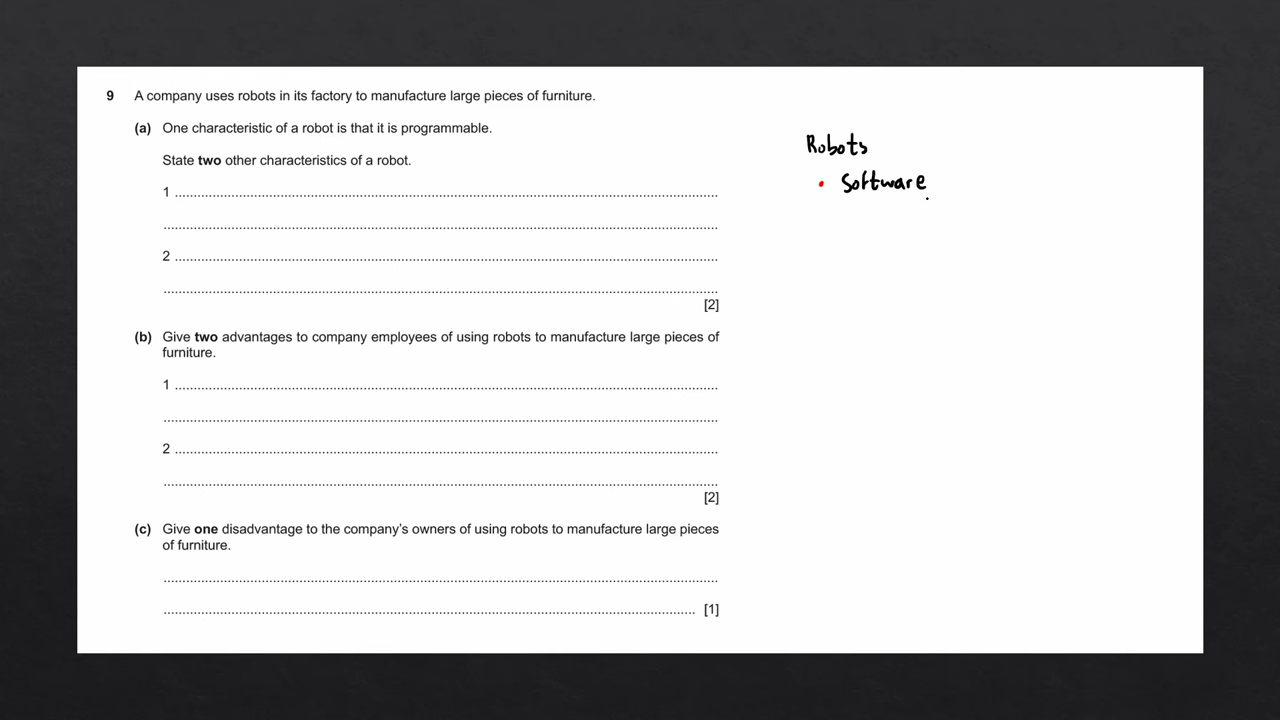 9 A company uses robots in its factory to manufacture large pieces of furniture.
(a) One characteristic of a robot is that it is programmable.
State two other characteristics of a robot.
1 ................................................................
................................................................
2 ................................................................
................................................................
[2]
(b) Give two advantages to company employees of using robots to manufacture large pieces of
furniture.
1 ................................................................
................................................................
2 ................................................................
................................................................
[2]
(c) Give one disadvantage to the company's owners of using robots to manufacture large pieces
of furniture.
................................................................
................................................................ [1]
Robots
• Software